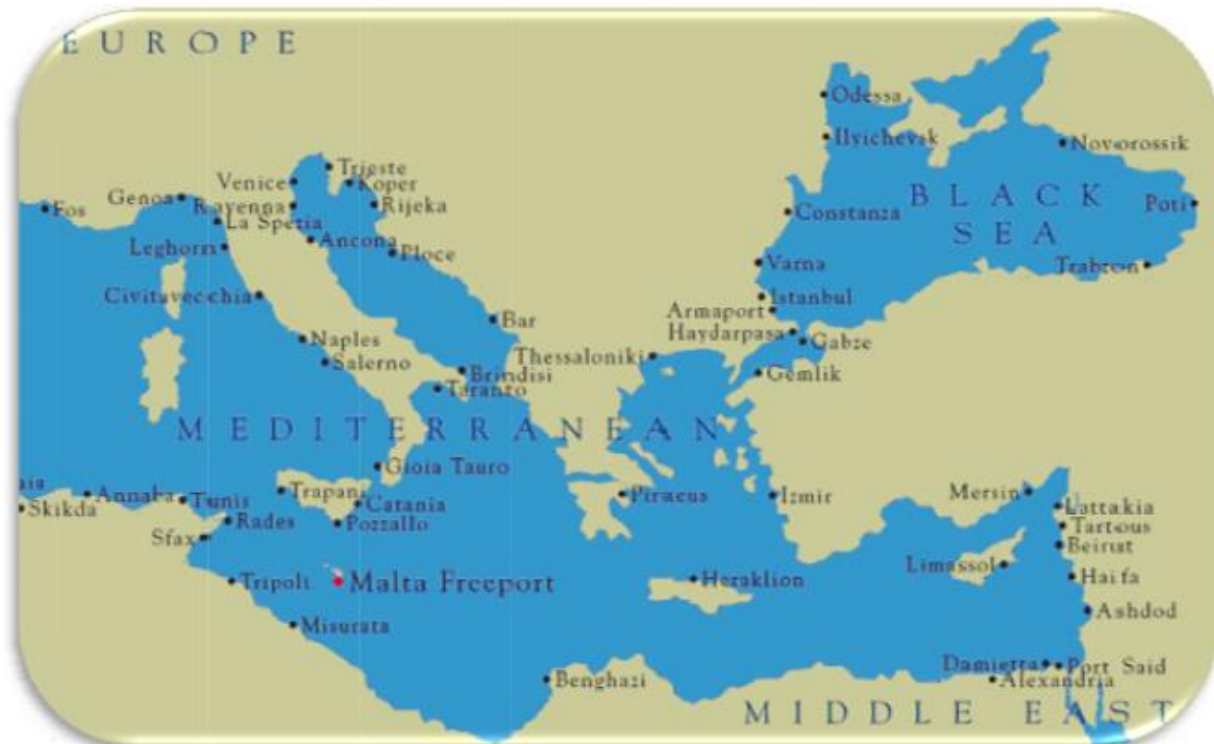 EUROPE
Odessa
Ilyichevsk
Novorossik
Trieste
Venice
Koper
Genoa
Ravenna
Rijeka
BLACK
SEA
Poti
Fos
La Spezia
Constanza
Leghorn
Ancona
Ploce
Varna
Trabzon
Civitavecchia
Istanbul
Armaport
Bar
Haydarpasa
Gabze
Naples
Thessaloniki
Salerno
Brindisi
Gemlik
Taranto
MEDITERRANEAN
Gioia Tauro
aia
Annaba
Tunis
Trapani
Catania
Piraeus
Izmir
Mersin
Skikda
Rades
Pozzallo
Lattakia
Tartous
Sfax
Beirut
Limassol
Tripoli
Malta Freeport
Heraklion
Haifa
Ashdod
Misurata
Damietta
Port Said
Benghazi
Alexandria
MIDDLE EAST